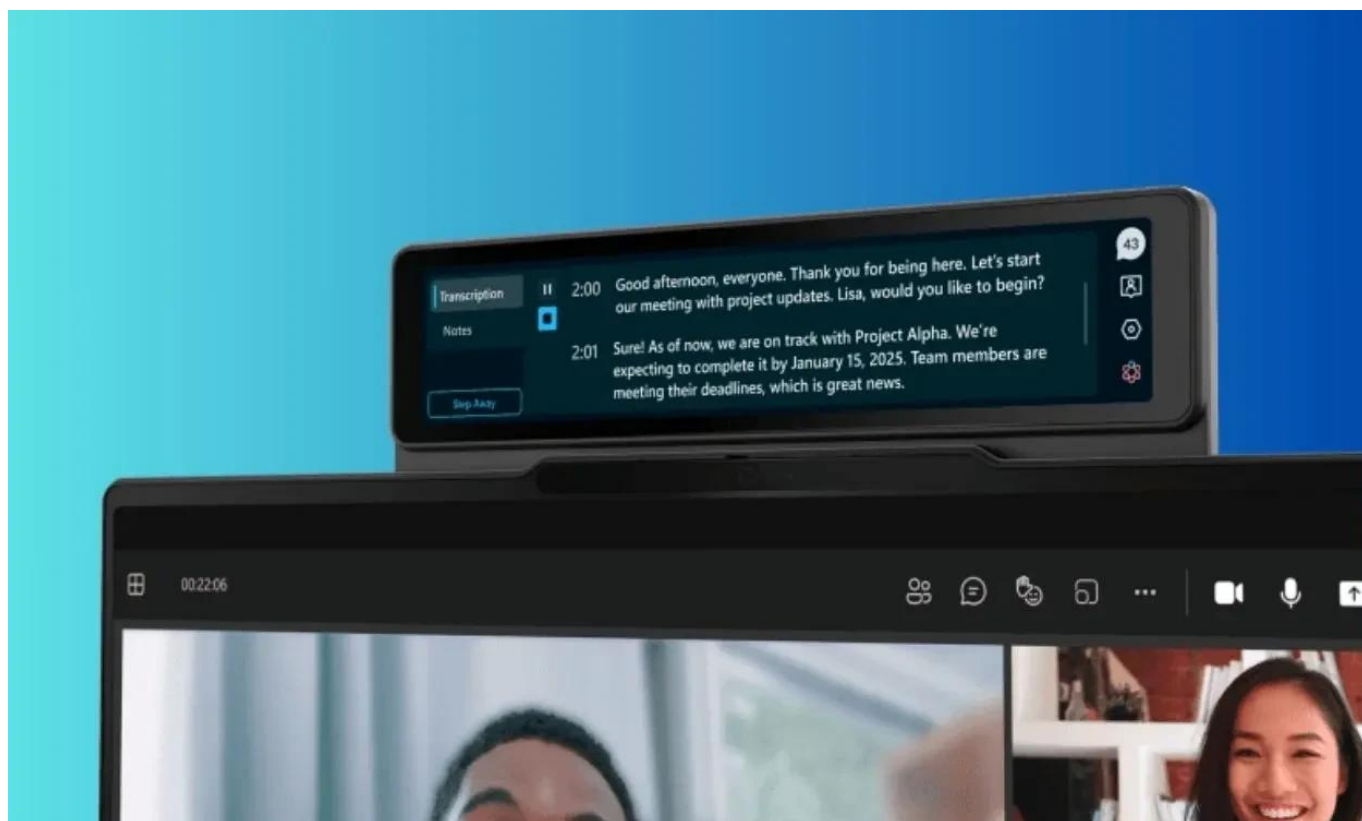 Transcription
Notes
Step Away
2:00
Good afternoon, everyone. Thank you for being here. Let's start
our meeting with project updates. Lisa, would you like to begin?
2:01
Sure! As of now, we are on track with Project Alpha. We're
expecting to complete it by January 15, 2025. Team members are
meeting their deadlines, which is great news.
43
00:22:06